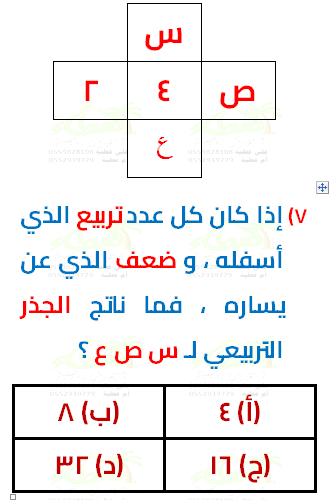 س
ص ٤ ٢
ع
٧) إذا كان كل عدد تربيع الذي
أسفله ، و ضعف الذي عن
يساره ، فما ناتج الجذر
التربيعي لـ س ص ع ؟
(أ) ٤ (ب) ٨
(ج) ١٦ (د) ٣٢